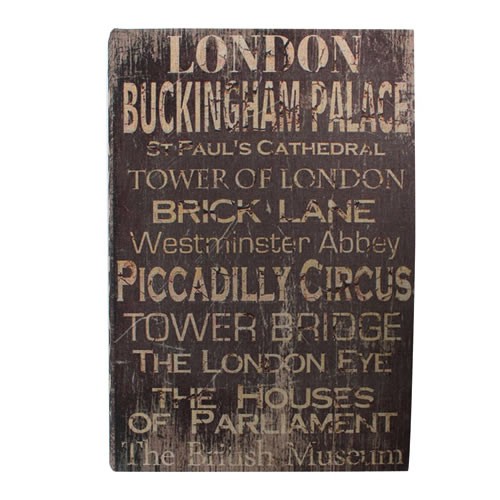 LONDON
BUCKINGHAM PALACE
ST PAUL'S CATHEDRAL
TOWER OF LONDON
BRICK LANE
Westminster Abbey
PICCADILLY CIRCUS
TOWER BRIDGE
THE LONDON EYE
THE HOUSES
OF PARLIAMENT
The British Museum